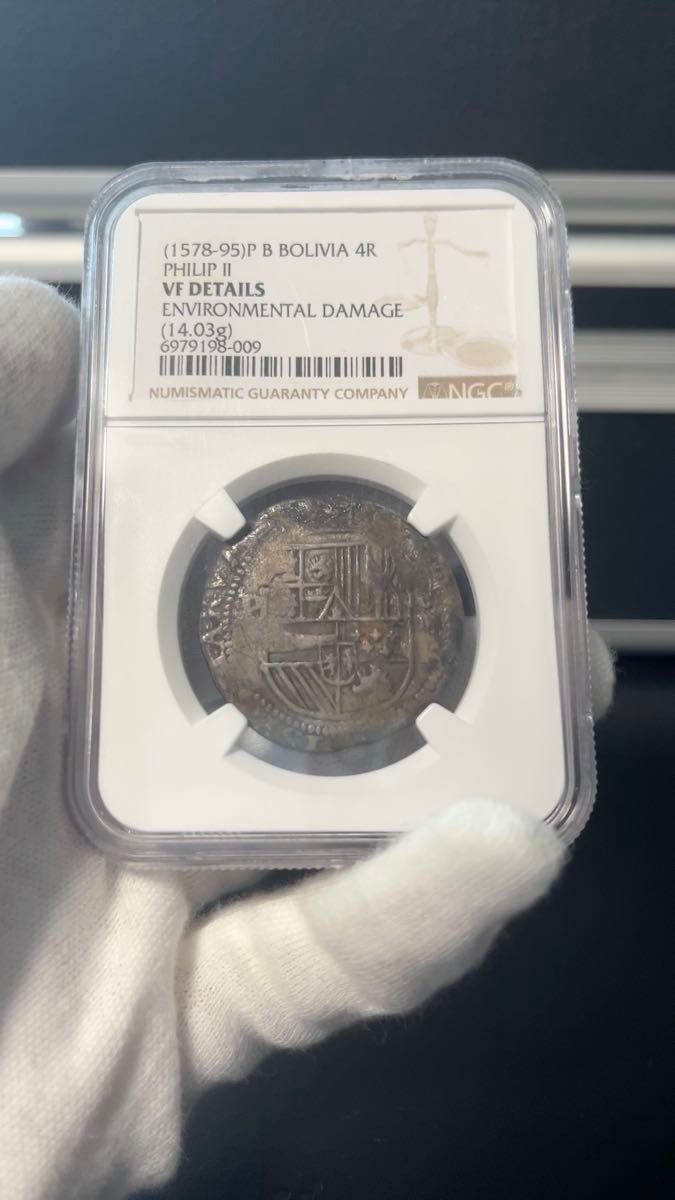 (1578-95)P B BOLIVIA 4R
PHILIP II
VF DETAILS
ENVIRONMENTAL DAMAGE
(14.03g)
6979198-009
NUMISMATIC GUARANTY COMPANY
NGC®